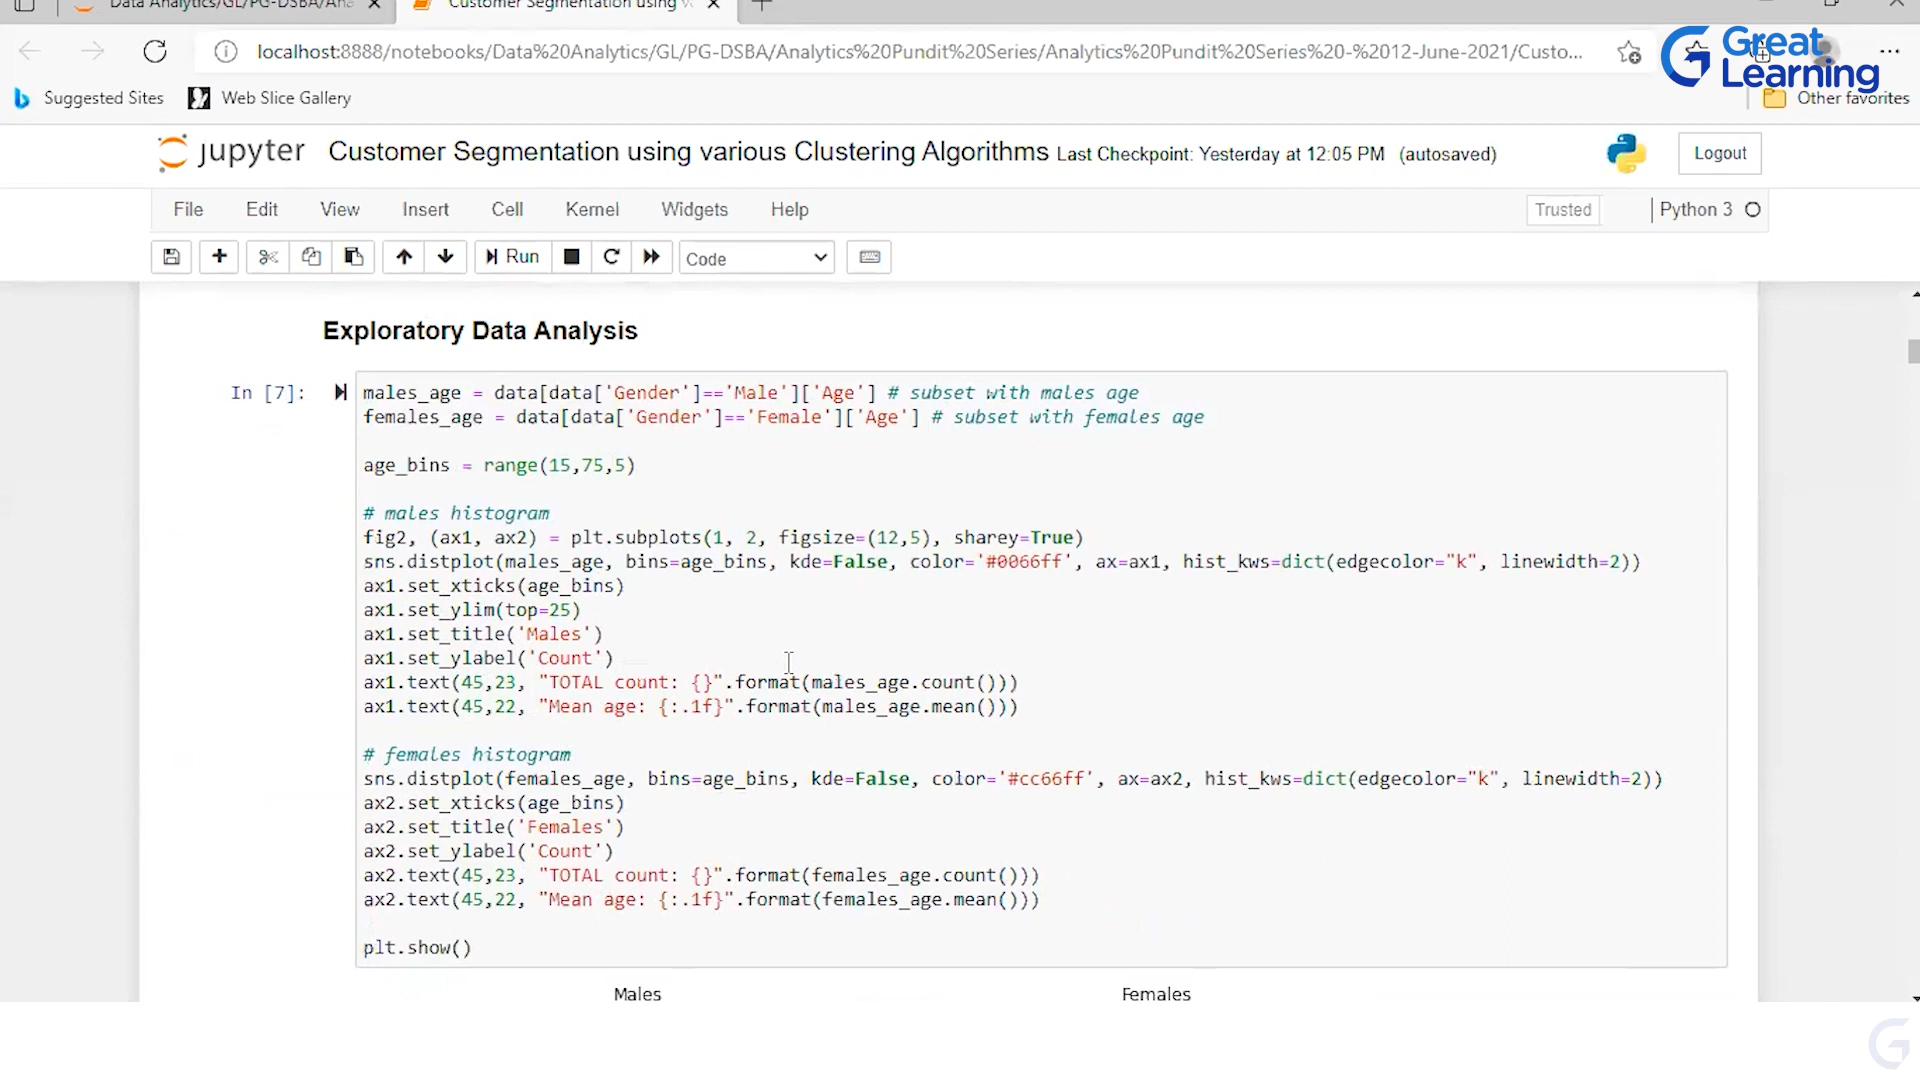 Data Analytics/GL/PG-DSBA/Ana
Customer Segmentation using v
localhost:8888/notebooks/Data%20Analytics/GL/PG-DSBA/Analytics%20Pundit%20Series/Analytics%20Pundit%20Series%20-%2012-June-2021/Custo...
Great
Learning
Suggested Sites
Web Slice Gallery
Other favorites
jupyter
Customer Segmentation using various Clustering Algorithms Last Checkpoint: Yesterday at 12:05 PM (autosaved)
Logout
File Edit View Insert Cell Kernel Widgets Help
Trusted
Python 3
Run
Code
Exploratory Data Analysis
In [7]:
males_age = data[data['Gender']=='Male']['Age'] # subset with males age
females_age = data[data['Gender']=='Female']['Age'] # subset with females age
age_bins = range(15,75,5)
# males histogram
fig2, (ax1, ax2) = plt.subplots(1, 2, figsize=(12,5), sharey=True)
sns.distplot(males_age, bins=age_bins, kde=False, color='#0066ff', ax=ax1, hist_kws=dict(edgecolor="k", linewidth=2))
ax1.set_xticks(age_bins)
ax1.set_ylim(top=25)
ax1.set_title('Males')
ax1.set_ylabel('Count')
ax1.text(45,23, "TOTAL count: {}".format(males_age.count()))
ax1.text(45,22, "Mean age: {:.1f}".format(males_age.mean()))
# females histogram
sns.distplot(females_age, bins=age_bins, kde=False, color='#cc66ff', ax=ax2, hist_kws=dict(edgecolor="k", linewidth=2))
ax2.set_xticks(age_bins)
ax2.set_title('Females')
ax2.set_ylabel('Count')
ax2.text(45,23, "TOTAL count: {}".format(females_age.count()))
ax2.text(45,22, "Mean age: {:.1f}".format(females_age.mean()))
plt.show()
Males
Females